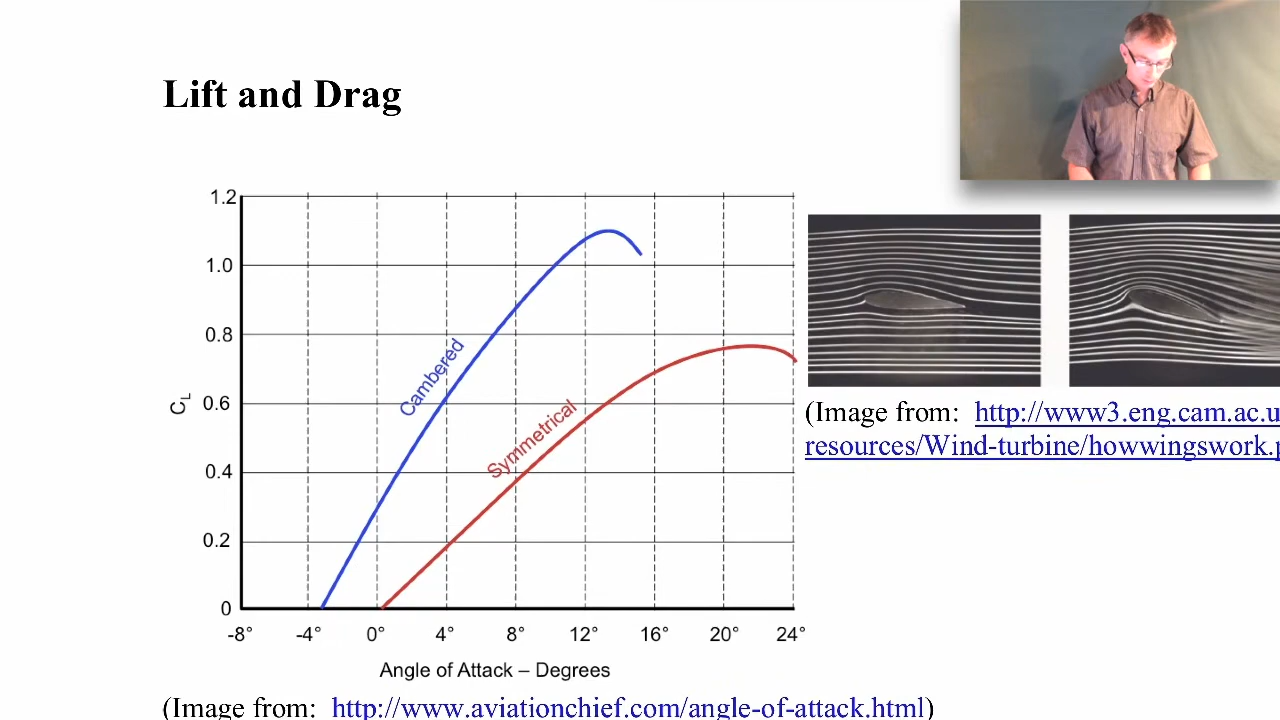 Lift and Drag
1.2
1.0
0.8
0.6
0.4
0.2
0
C_L
Cambered
Symmetrical
-8° -4° 0° 4° 8° 12° 16° 20° 24°
Angle of Attack – Degrees
(Image from: http://www.aviationchief.com/angle-of-attack.html)
(Image from: http://www3.eng.cam.ac.u
resources/Wind-turbine/howwingswork.p